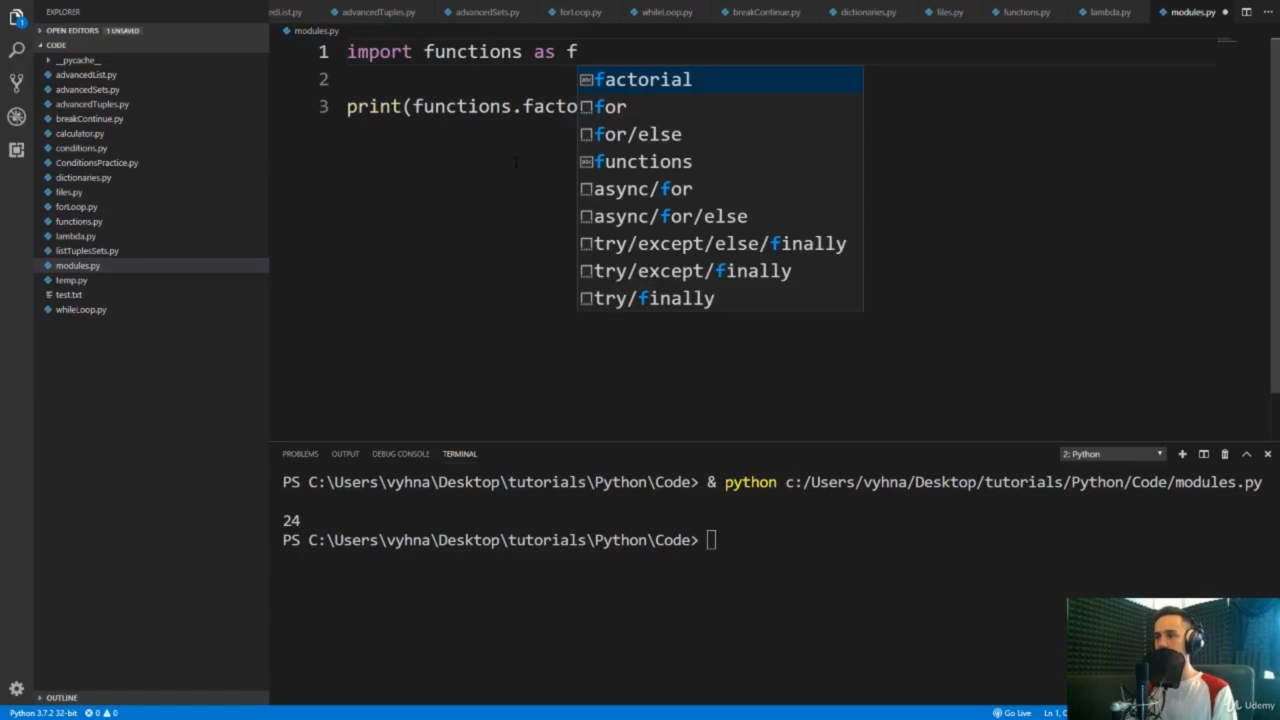 EXPLORER
OPEN EDITORS 1 UNSAVED
CODE
__pycache__
advancedList.py
advancedSets.py
advancedTuples.py
breakContinue.py
calculator.py
conditions.py
ConditionsPractice.py
dictionaries.py
files.py
forLoop.py
functions.py
lambda.py
listTuplesSets.py
modules.py
temp.py
test.txt
whileLoop.py
OUTLINE
edList.py advancedTuples.py advancedSets.py forLoop.py whileLoop.py breakContinue.py dictionaries.py files.py functions.py lambda.py modules.py
modules.py
1 import functions as f
2
3 print(functions.facto
factorial
for
for/else
functions
async/for
async/for/else
try/except/else/finally
try/except/finally
try/finally
PROBLEMS OUTPUT DEBUG CONSOLE TERMINAL 2: Python
PS C:\Users\vyhna\Desktop\tutorials\Python\Code> & python c:/Users/vyhna/Desktop/tutorials/Python/Code/modules.py
24
PS C:\Users\vyhna\Desktop\tutorials\Python\Code>
Udemy
Python 3.7.2 32-bit 0 0 Go Live Ln 1, C